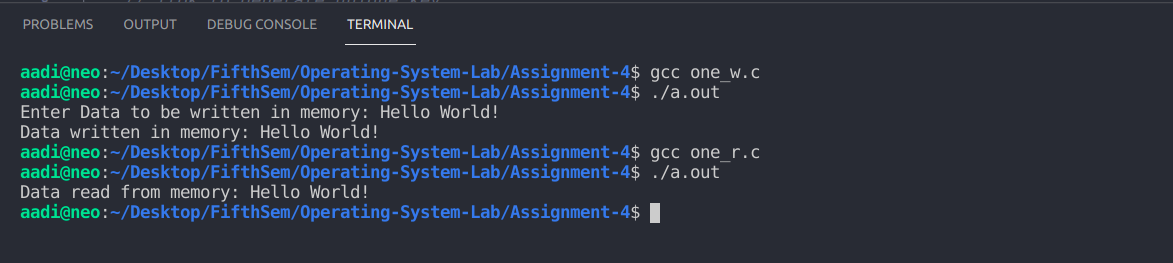 PROBLEMS OUTPUT DEBUG CONSOLE TERMINAL
aadi@neo:~/Desktop/FifthSem/Operating-System-Lab/Assignment-4$ gcc one_w.c
aadi@neo:~/Desktop/FifthSem/Operating-System-Lab/Assignment-4$ ./a.out
Enter Data to be written in memory: Hello World!
Data written in memory: Hello World!
aadi@neo:~/Desktop/FifthSem/Operating-System-Lab/Assignment-4$ gcc one_r.c
aadi@neo:~/Desktop/FifthSem/Operating-System-Lab/Assignment-4$ ./a.out
Data read from memory: Hello World!
aadi@neo:~/Desktop/FifthSem/Operating-System-Lab/Assignment-4$